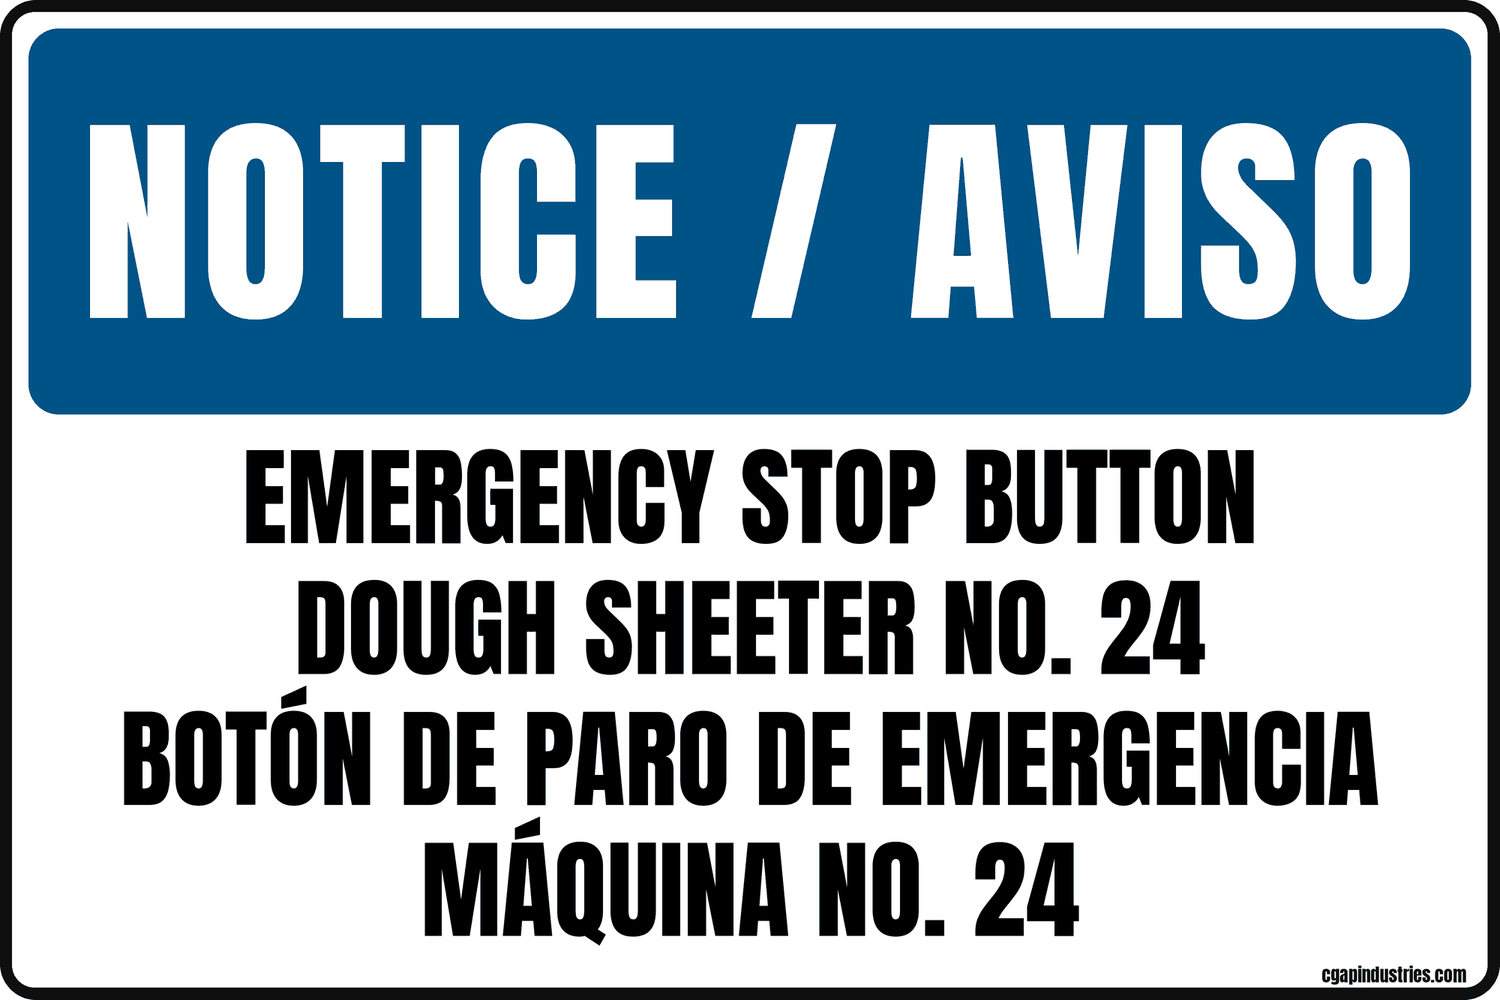 NOTICE / AVISO
EMERGENCY STOP BUTTON
DOUGH SHEETER NO. 24
BOTÓN DE PARO DE EMERGENCIA
MÁQUINA NO. 24
cgapindustries.com